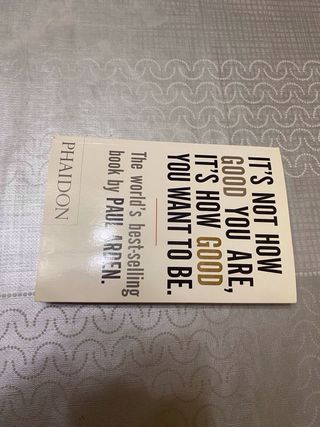 IT'S NOT HOW
GOOD YOU ARE,
IT'S HOW GOOD
YOU WANT TO BE.
The world's best-selling
book by PAUL ARDEN.
PHAIDON